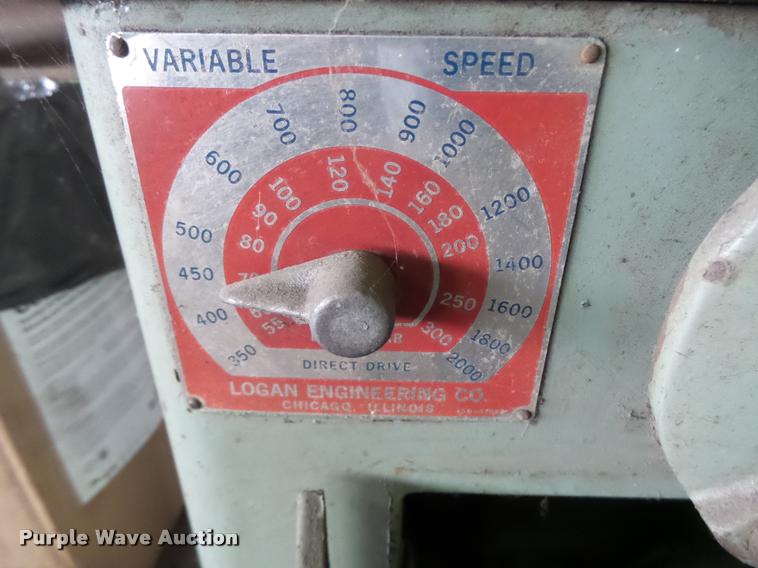 VARIABLE SPEED
350 400 450 500 600 700 800 900 1000 1200 1400 1600 1800 2000
80 90 100 120 140 160 180 200 250 300
DIRECT DRIVE
LOGAN ENGINEERING CO.
CHICAGO, ILLINOIS
Purple Wave Auction®